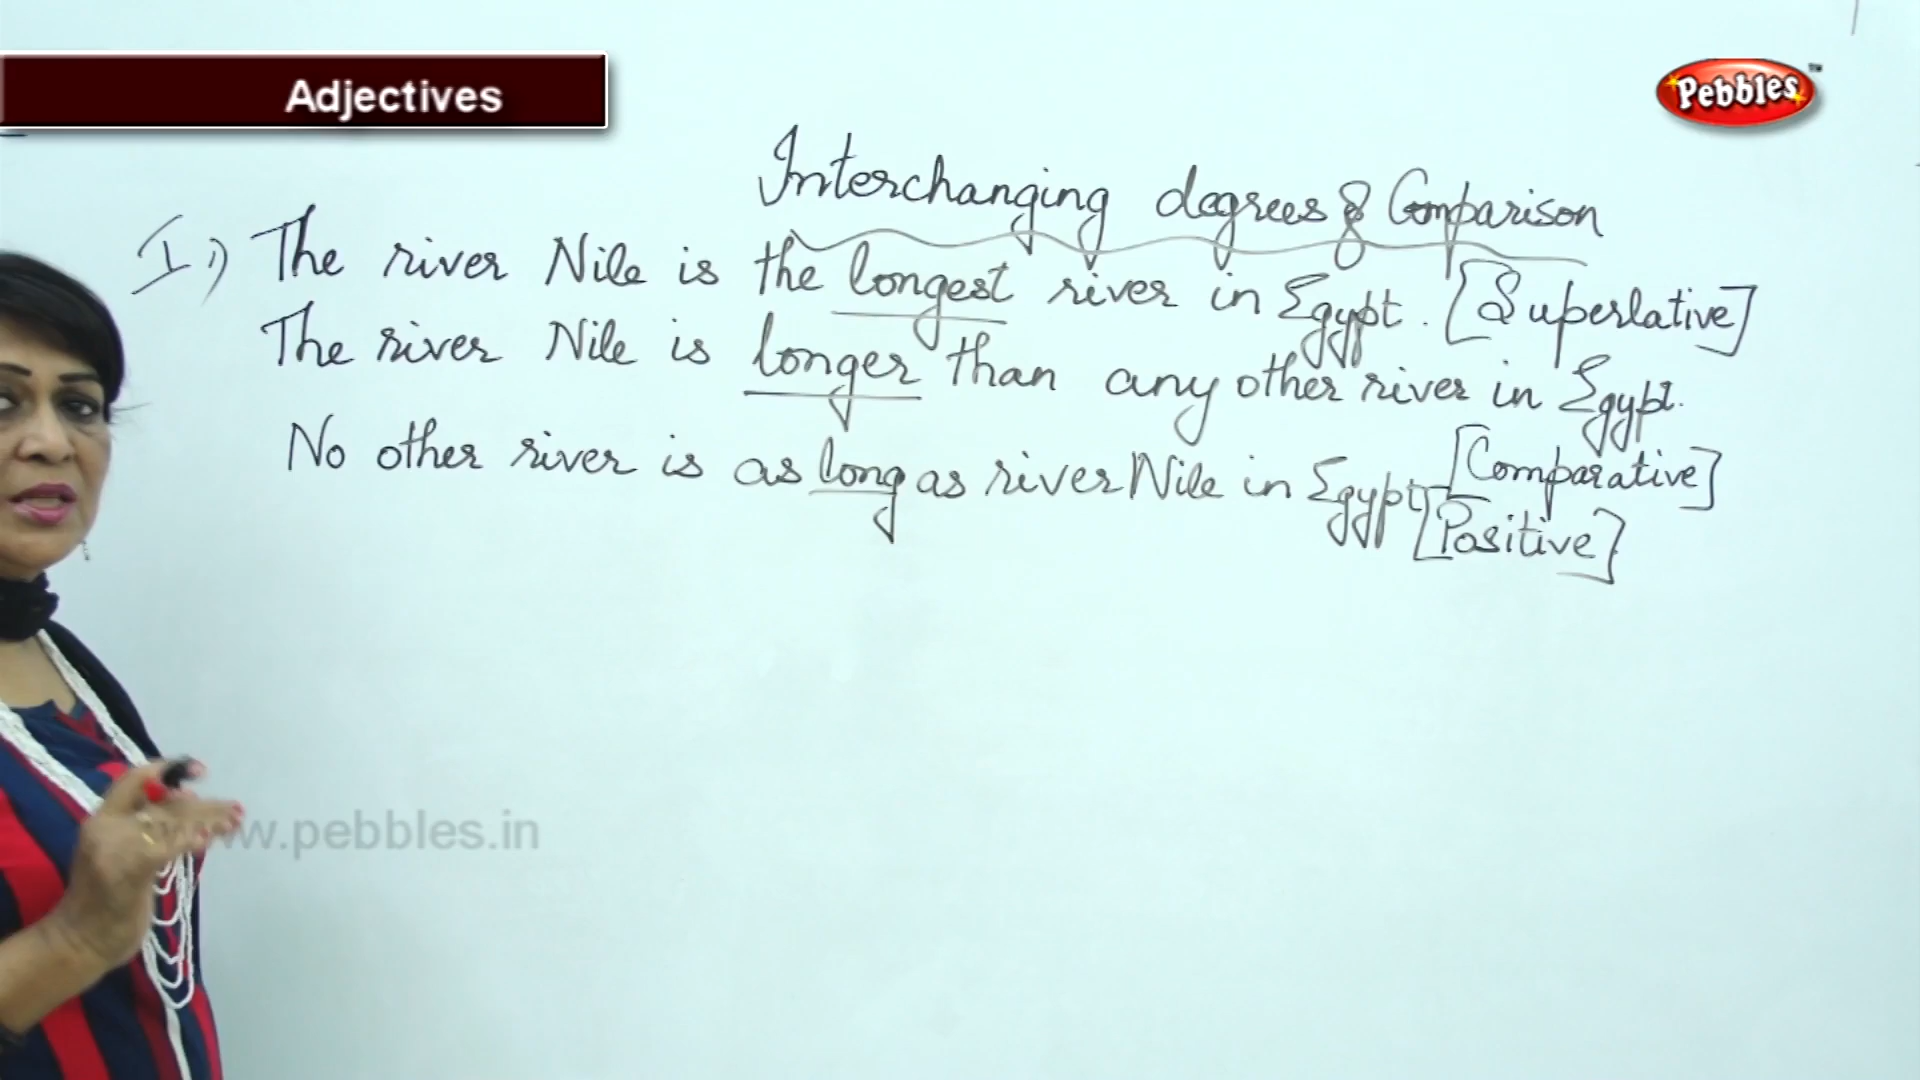 Adjectives
Pebbles™
Interchanging degrees of Comparison
I 1) The river Nile is the longest river in Egypt. [Superlative]
The river Nile is longer than any other river in Egypt.
[Comparative]
No other river is as long as river Nile in Egypt
[Positive]
www.pebbles.in